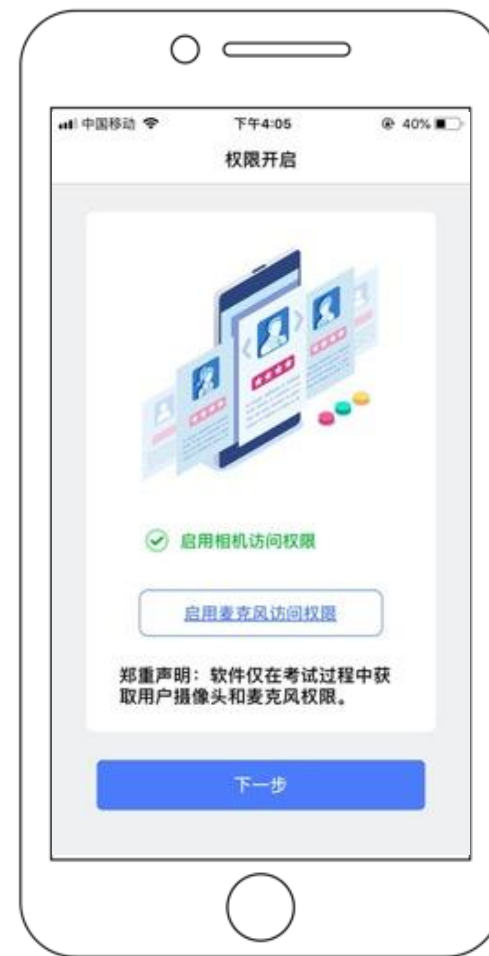 中国移动 下午4:05 40%
权限开启
启用相机访问权限
启用麦克风访问权限
郑重声明：软件仅在考试过程中获
取用户摄像头和麦克风权限。
下一步